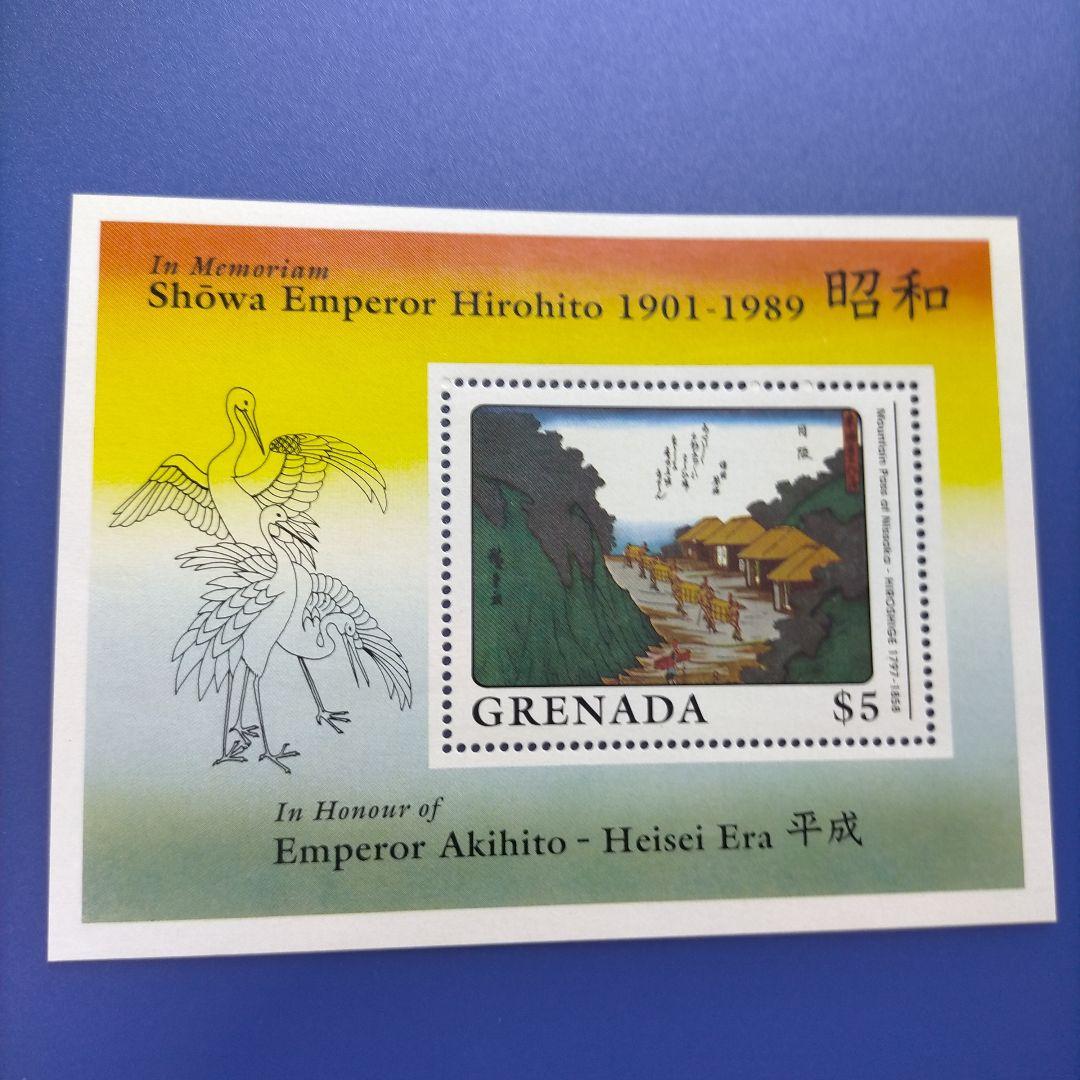 In Memoriam
Shōwa Emperor Hirohito 1901-1989 昭和
Mountain Pass at Nissaka - HIROSHIGE 1797-1858
GRENADA
$5
In Honour of
Emperor Akihito - Heisei Era 平成